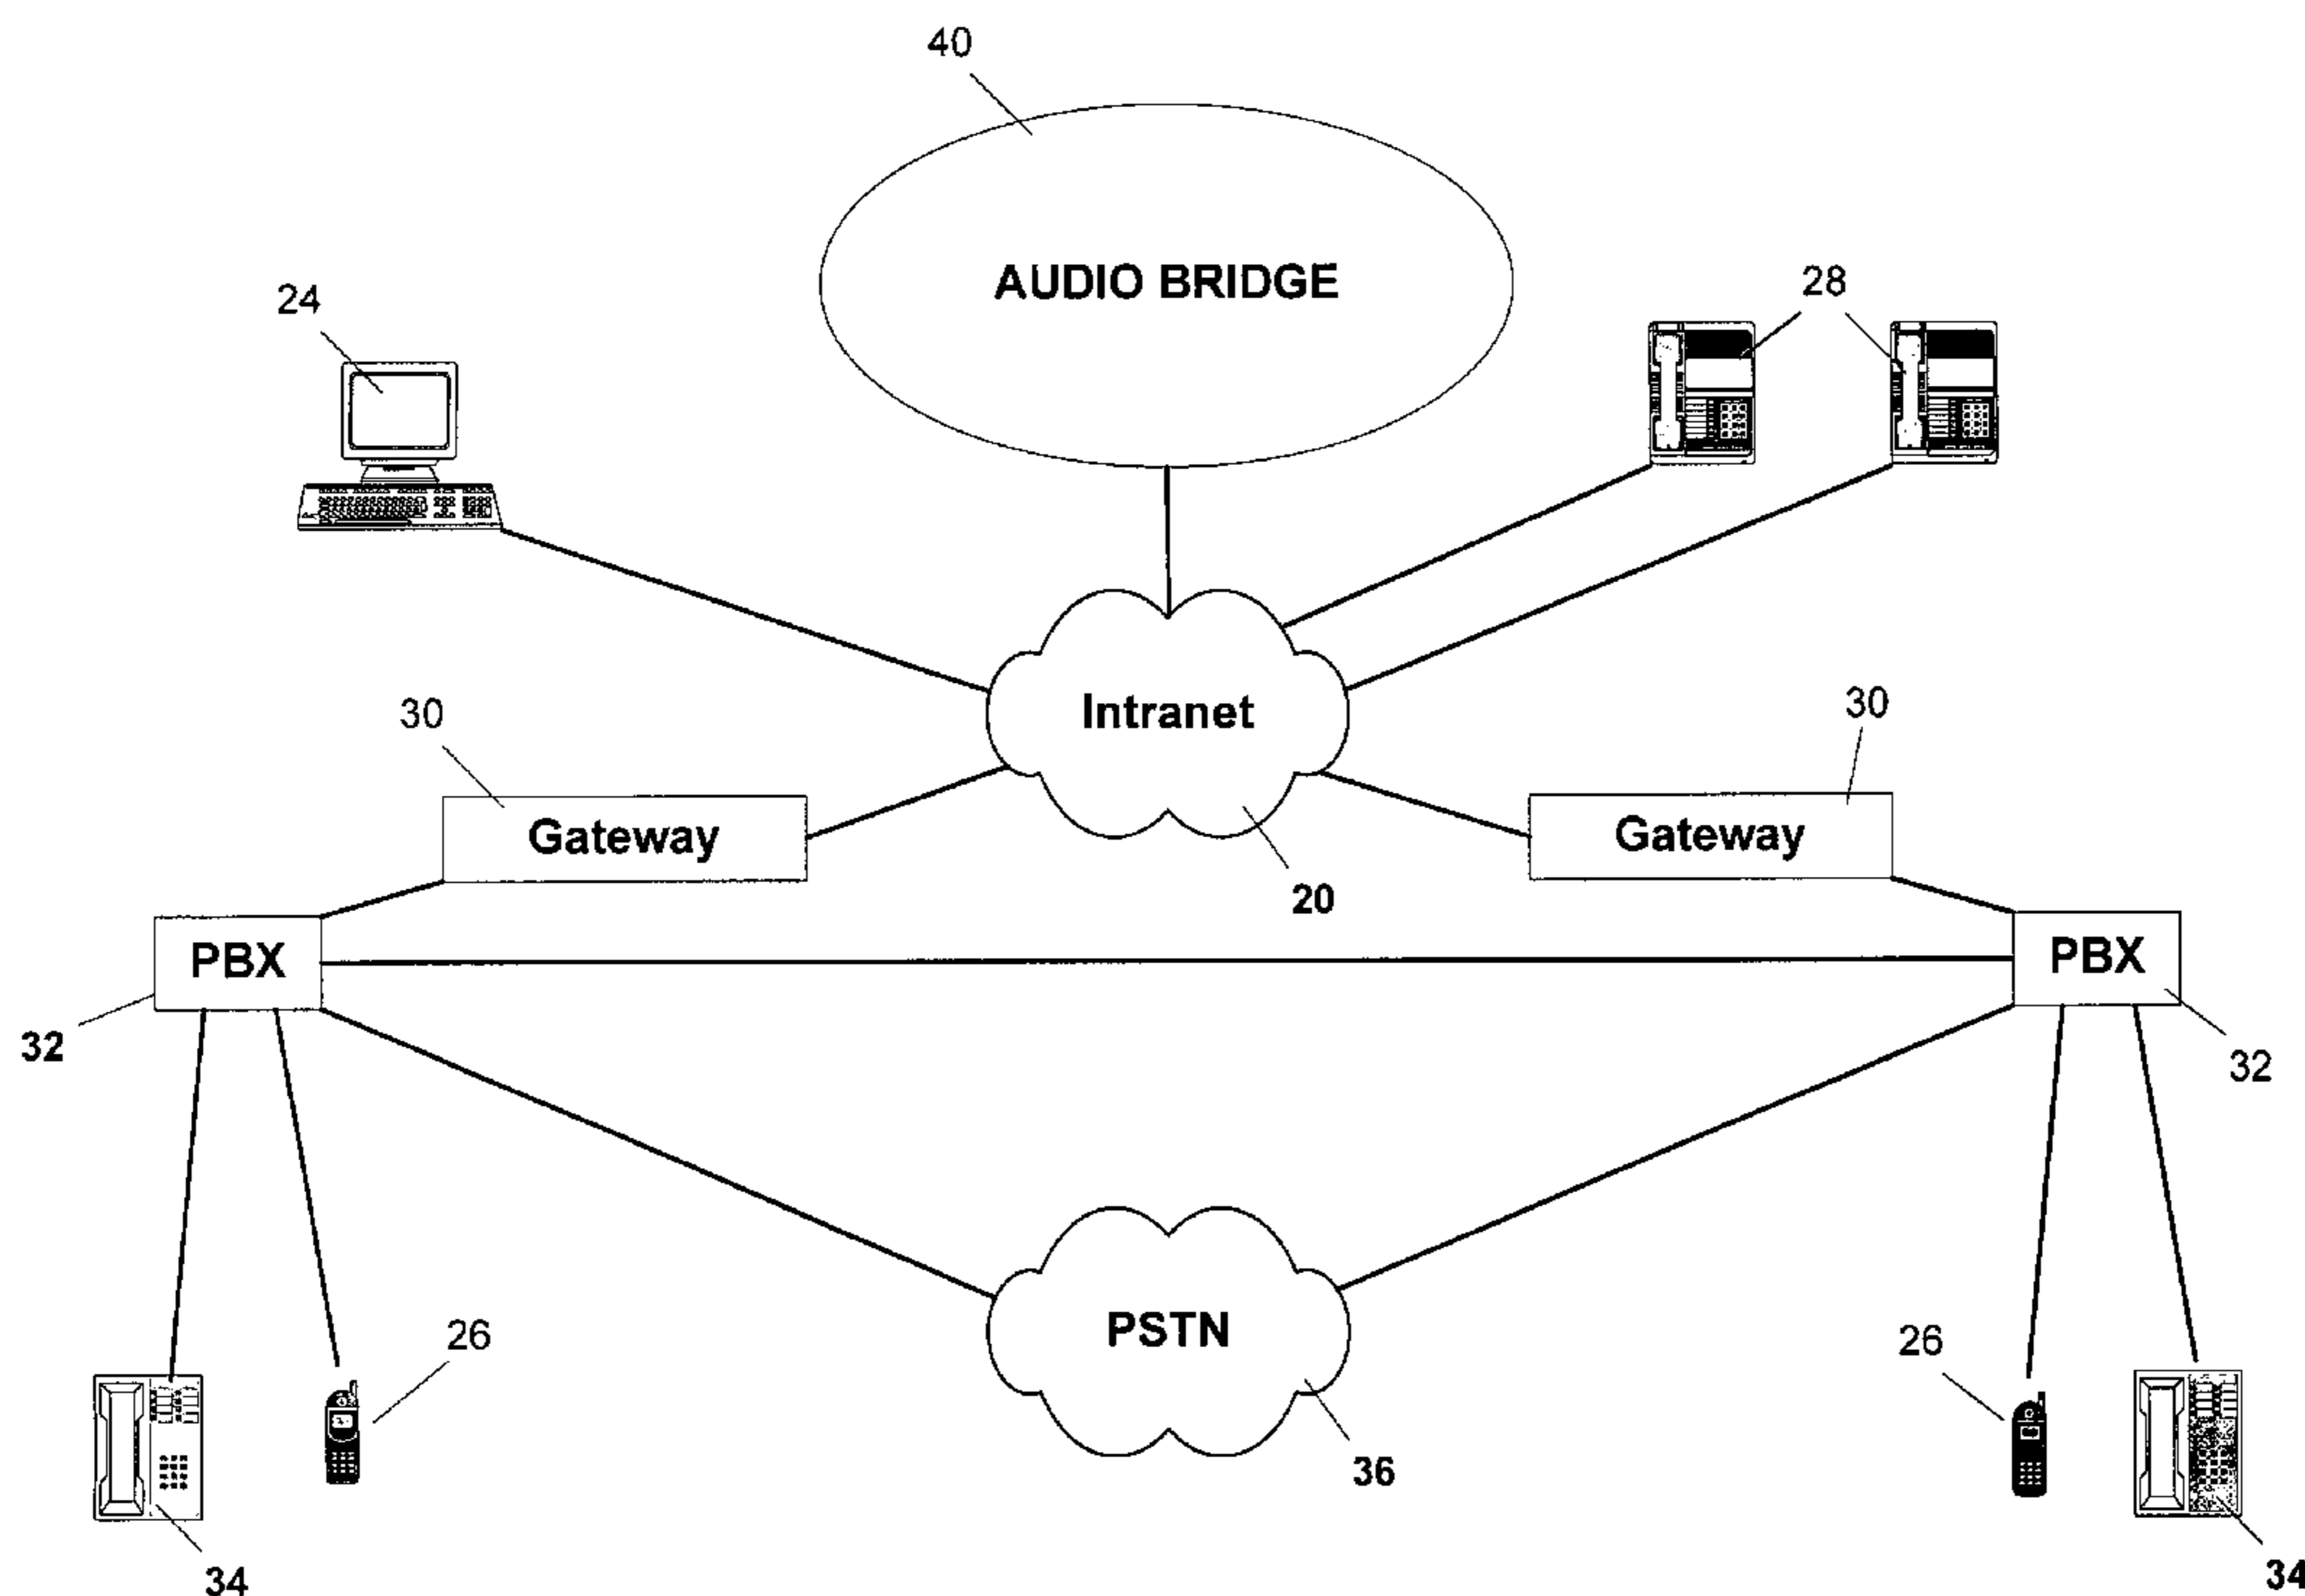 40
AUDIO BRIDGE
24
28
Intranet
30
30
Gateway
Gateway
20
PBX
PBX
32
32
26
PSTN
26
36
34
34